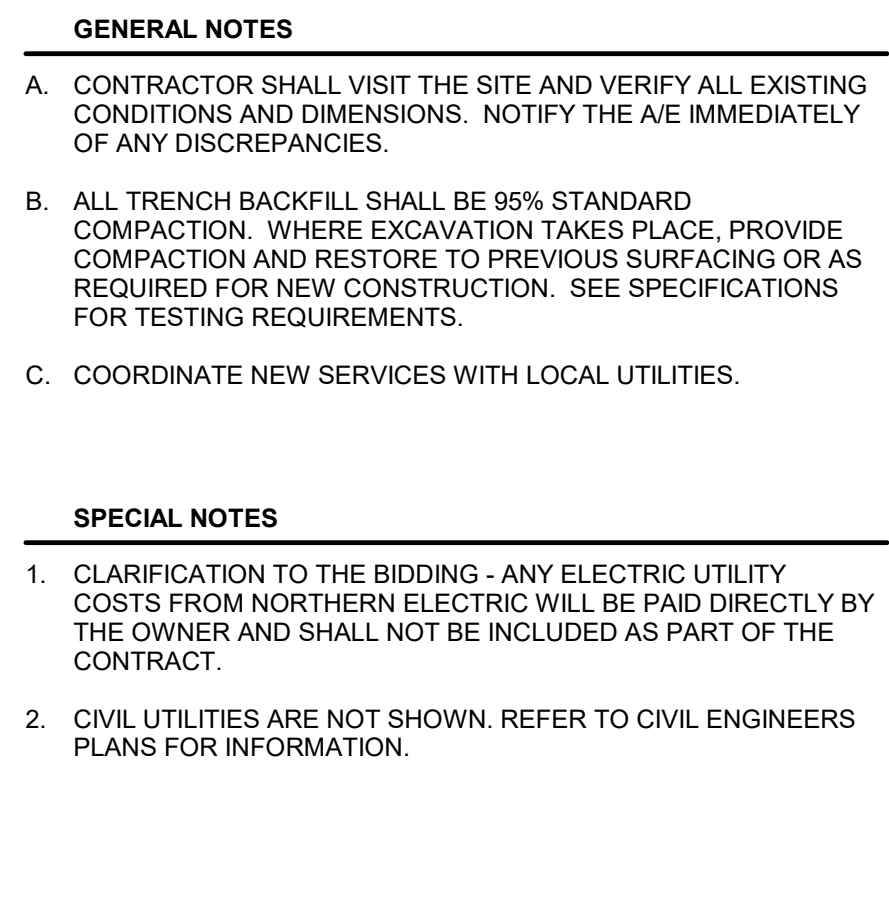 GENERAL NOTES
A. CONTRACTOR SHALL VISIT THE SITE AND VERIFY ALL EXISTING
CONDITIONS AND DIMENSIONS.  NOTIFY THE A/E IMMEDIATELY
OF ANY DISCREPANCIES.
B. ALL TRENCH BACKFILL SHALL BE 95% STANDARD
COMPACTION.  WHERE EXCAVATION TAKES PLACE, PROVIDE
COMPACTION AND RESTORE TO PREVIOUS SURFACING OR AS
REQUIRED FOR NEW CONSTRUCTION.  SEE SPECIFICATIONS
FOR TESTING REQUIREMENTS.
C. COORDINATE NEW SERVICES WITH LOCAL UTILITIES.
SPECIAL NOTES
1. CLARIFICATION TO THE BIDDING - ANY ELECTRIC UTILITY
COSTS FROM NORTHERN ELECTRIC WILL BE PAID DIRECTLY BY
THE OWNER AND SHALL NOT BE INCLUDED AS PART OF THE
CONTRACT.
2. CIVIL UTILITIES ARE NOT SHOWN. REFER TO CIVIL ENGINEERS
PLANS FOR INFORMATION.